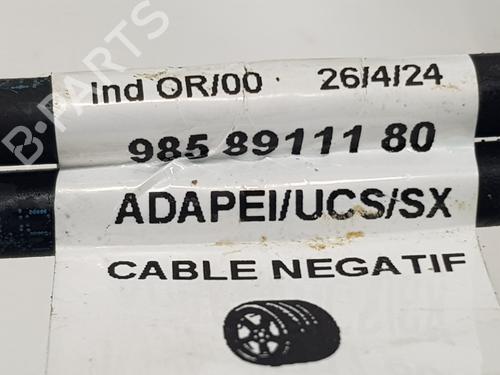 Ind OR/00 26/4/24
985 89111 80
ADAPEI/UCS/SX
CABLE NEGATIF
B-PARTS